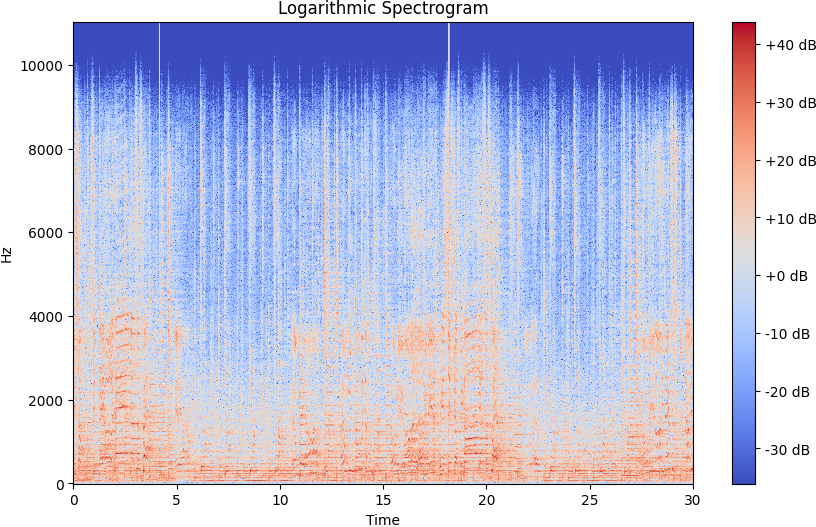 Logarithmic Spectrogram
Hz
10000
8000
6000
4000
2000
0
0 5 10 15 20 25 30
Time
+40 dB
+30 dB
+20 dB
+10 dB
+0 dB
-10 dB
-20 dB
-30 dB